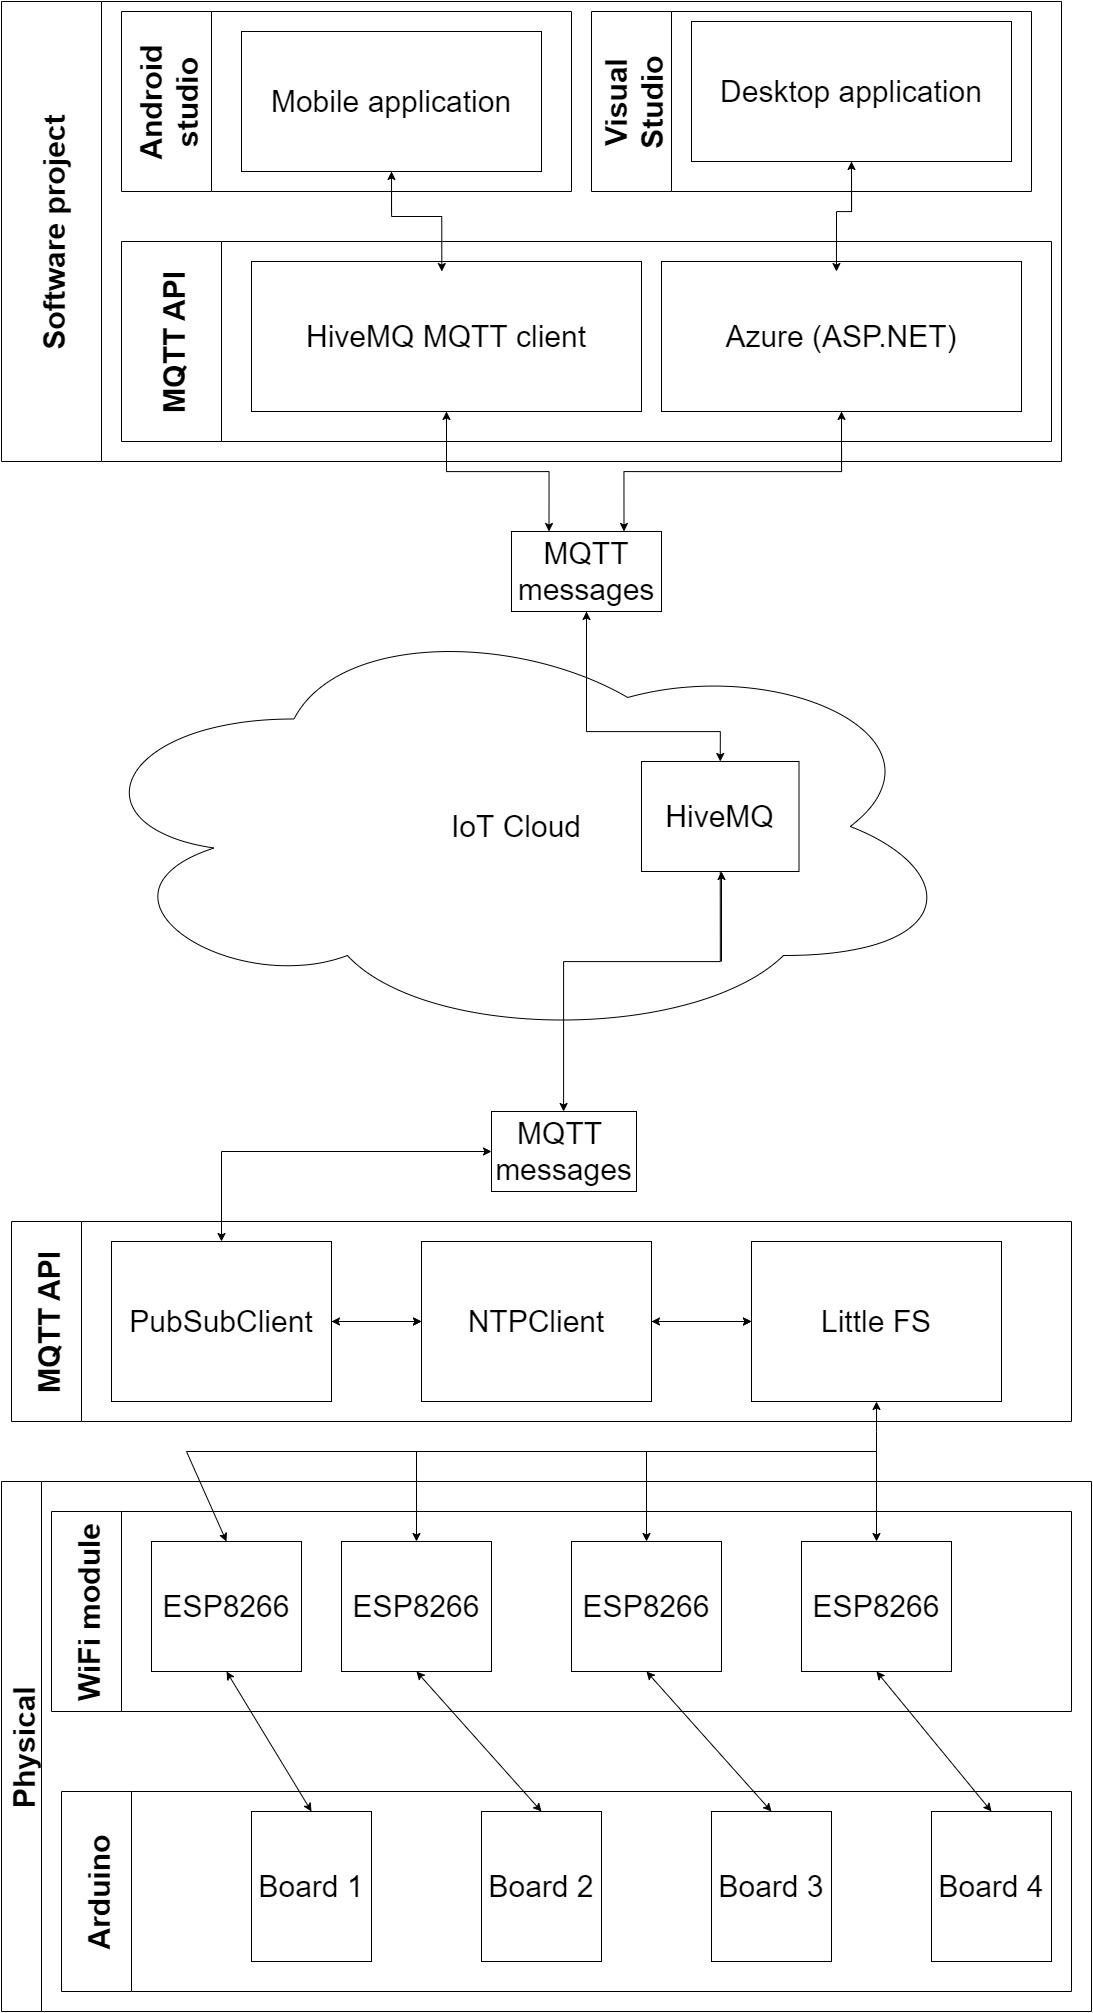 Software project
Android
studio
Mobile application
Visual
Studio
Desktop application
MQTT API
HiveMQ MQTT client
Azure (ASP.NET)
MQTT
messages
IoT Cloud
HiveMQ
MQTT
messages
MQTT API
PubSubClient
NTPClient
Little FS
Physical
WiFi module
ESP8266
ESP8266
ESP8266
ESP8266
Arduino
Board 1
Board 2
Board 3
Board 4